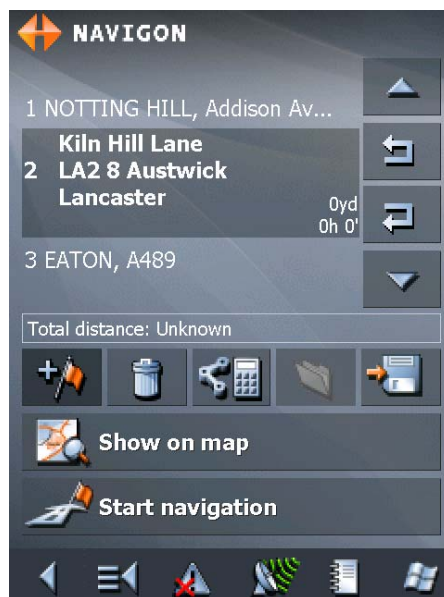 NAVIGON
1 NOTTING HILL, Addison Av...
Kiln Hill Lane
2 LA2 8 Austwick
Lancaster
0yd
0h 0'
3 EATON, A489
Total distance: Unknown
Show on map
Start navigation